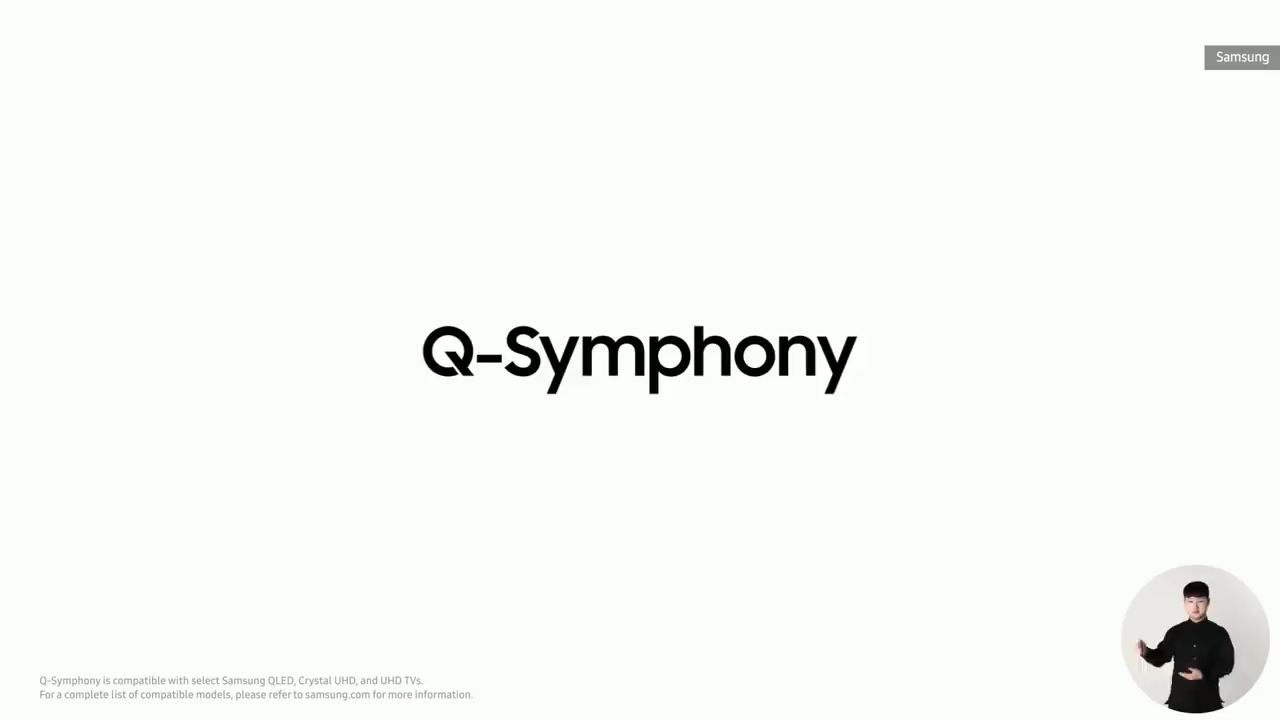 Samsung
Q-Symphony
Q-Symphony is compatible with select Samsung QLED, Crystal UHD, and UHD TVs.
For a complete list of compatible models, please refer to samsung.com for more information.